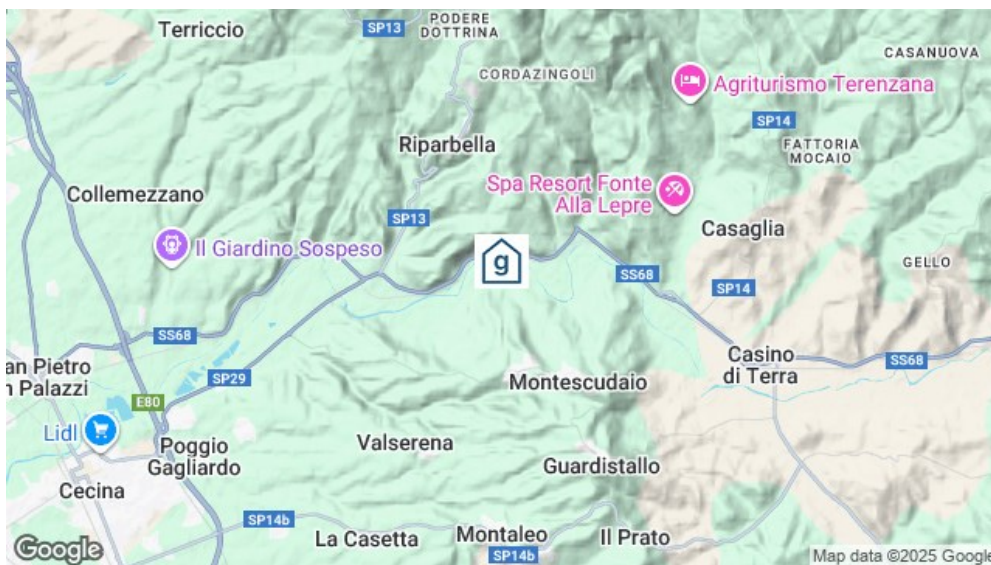 Terriccio
SP13
PODERE
DOTTRINA
CASANUOVA
CORDAZINGOLI
Agriturismo Terenzana
SP14
Riparbella
FATTORIA
MOCAIO
Spa Resort Fonte
Alla Lepre
Collemezzano
SP13
Casaglia
Il Giardino Sospeso
g
GELLO
SS68
SP14
SS68
an Pietro
n Palazzi
SP29
Casino
di Terra
SS68
Montescudaio
E80
Lidl
Poggio
Gagliardo
Valserena
Guardistallo
Cecina
SP14b
La Casetta
Montaleo
Il Prato
SP14b
Google
Map data ©2025 Google